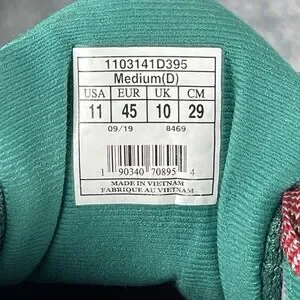 1103141D395
Medium(D)
USA EUR UK CM
11 45 10 29
09/19 8469
1 90340 70895 4
MADE IN VIETNAM
FABRIQUE AU VIETNAM